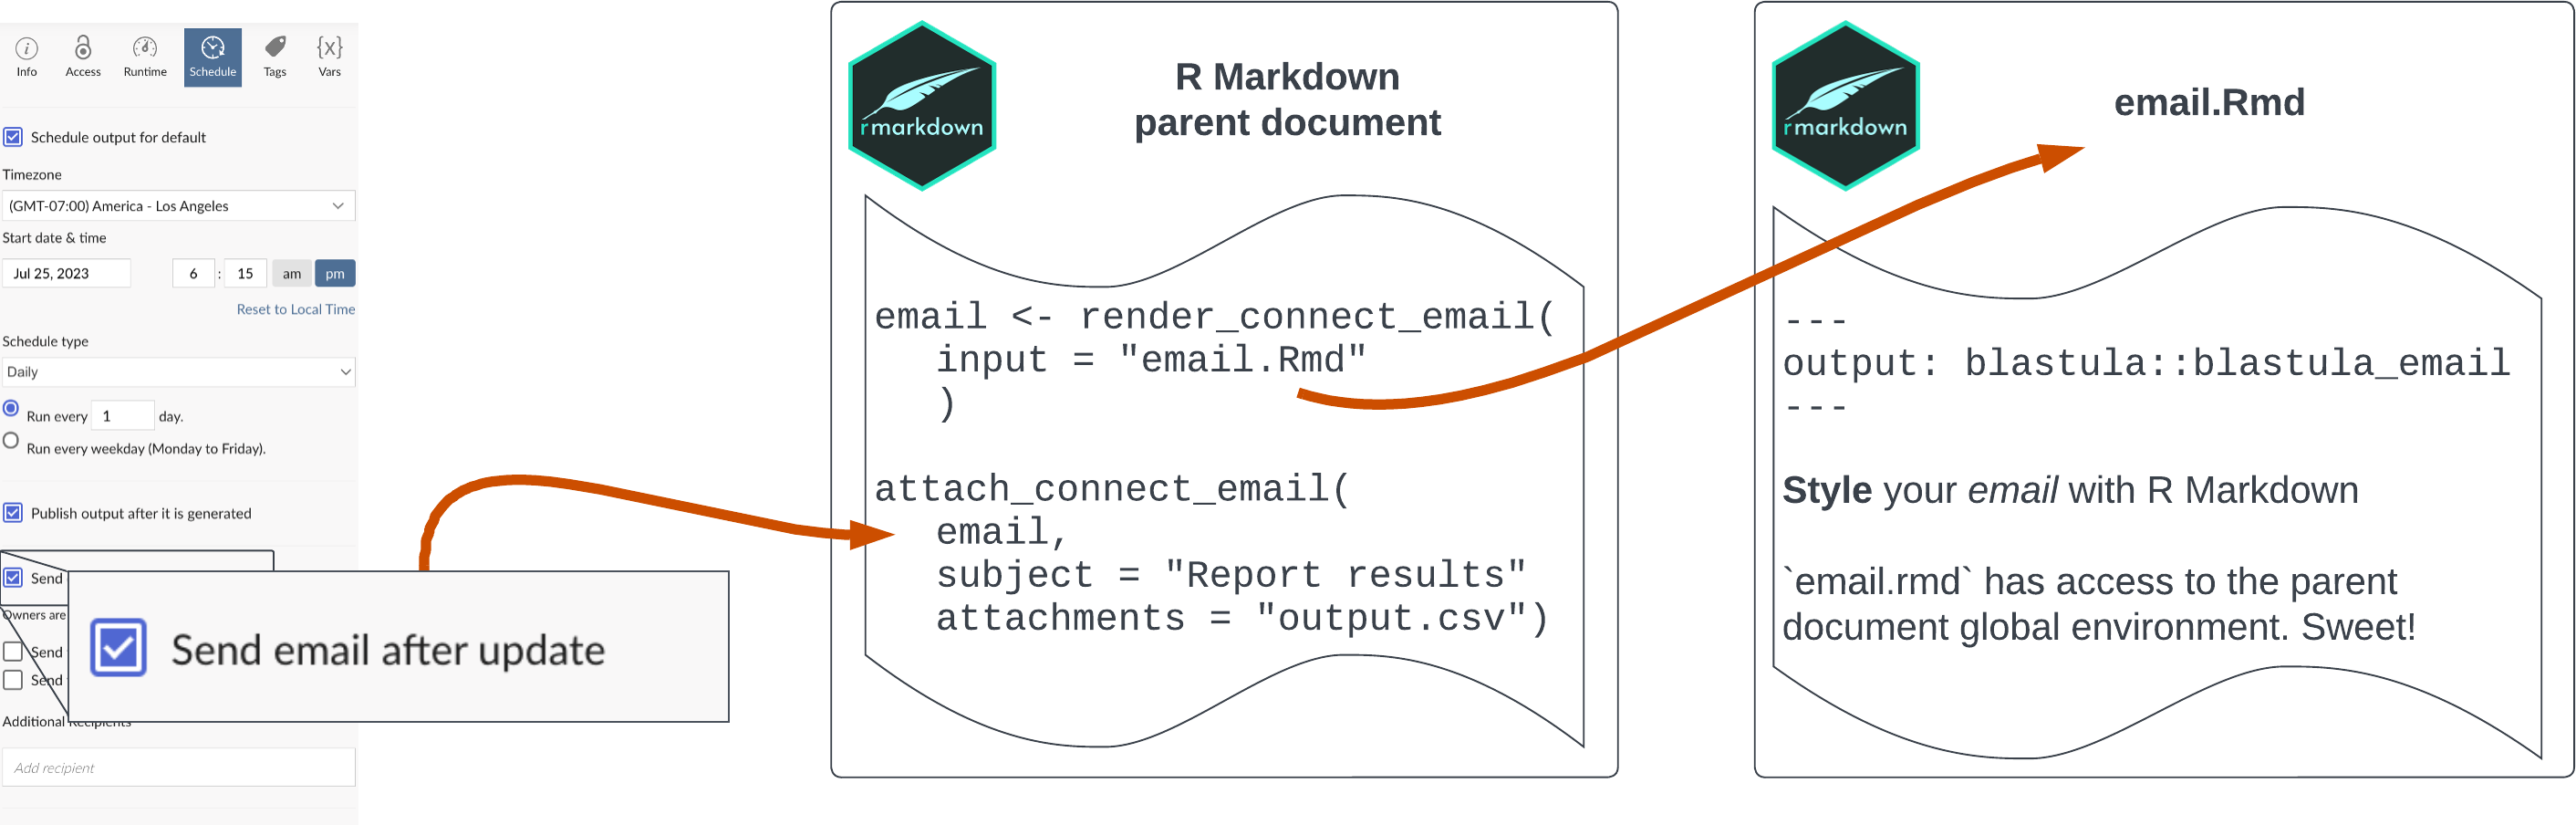 Info
Access
Runtime
Schedule
Tags
{x}
Vars
Schedule output for default
Timezone
(GMT-07:00) America - Los Angeles
Start date & time
Jul 25, 2023
6 : 15 am pm
Reset to Local Time
Schedule type
Daily
Run every 1 day.
Run every weekday (Monday to Friday).
Publish output after it is generated
Send
Owners are
Send
Send
Additional Recipients
Add recipient
Send email after update
rmarkdown
R Markdown
parent document
email <- render_connect_email(
input = "email.Rmd"
)
attach_connect_email(
email,
subject = "Report results"
attachments = "output.csv")
rmarkdown
email.Rmd
---
output: blastula::blastula_email
---
Style your email with R Markdown
`email.rmd` has access to the parent
document global environment. Sweet!